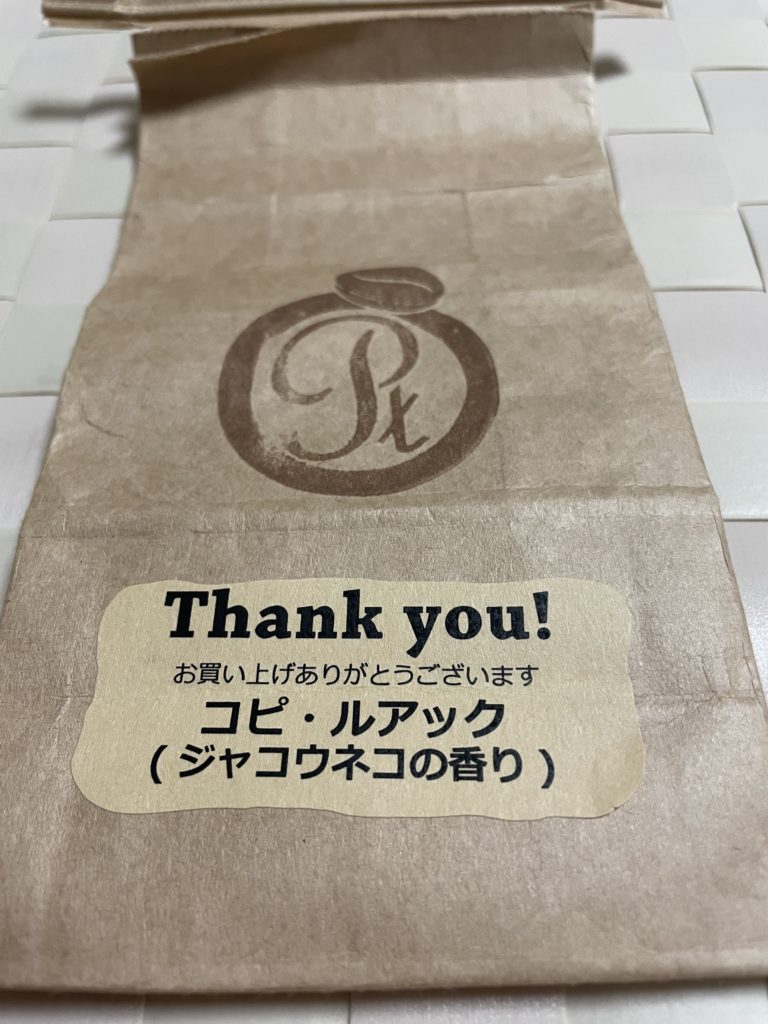 Pt
Thank you!
お買い上げありがとうございます
コピ・ルアック
(ジャコウネコの香り)